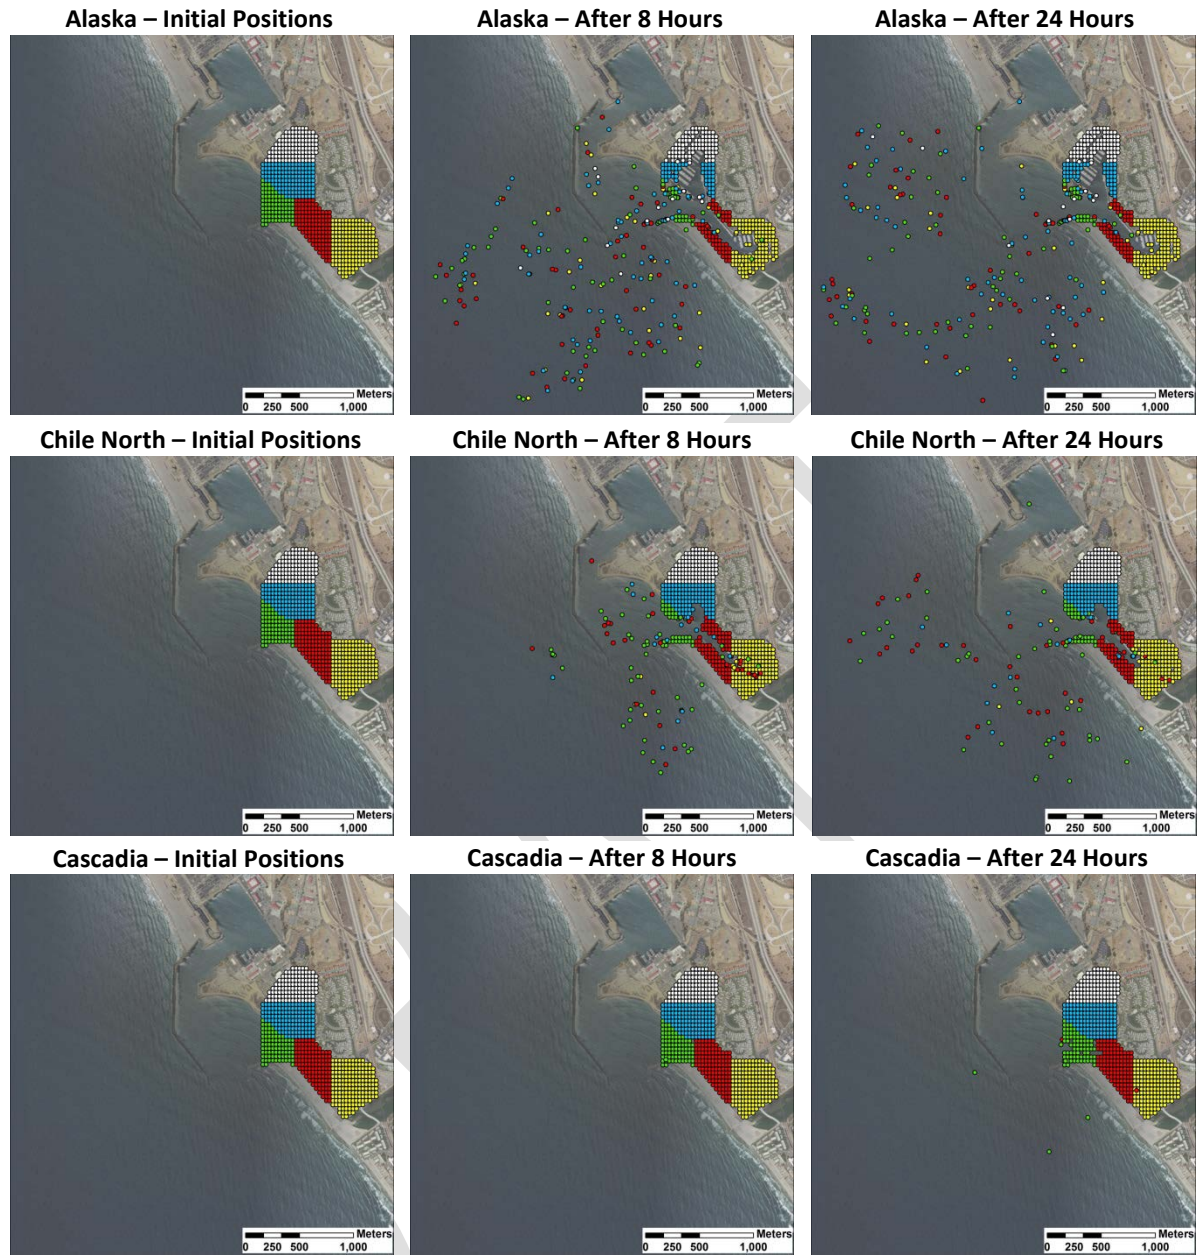 Alaska – Initial Positions
Alaska – After 8 Hours
Alaska – After 24 Hours
Meters
0 250 500 1,000
Meters
0 250 500 1,000
Meters
0 250 500 1,000
Chile North – Initial Positions
Chile North – After 8 Hours
Chile North – After 24 Hours
Meters
0 250 500 1,000
Meters
0 250 500 1,000
Meters
0 250 500 1,000
Cascadia – Initial Positions
Cascadia – After 8 Hours
Cascadia – After 24 Hours
Meters
0 250 500 1,000
Meters
0 250 500 1,000
Meters
0 250 500 1,000